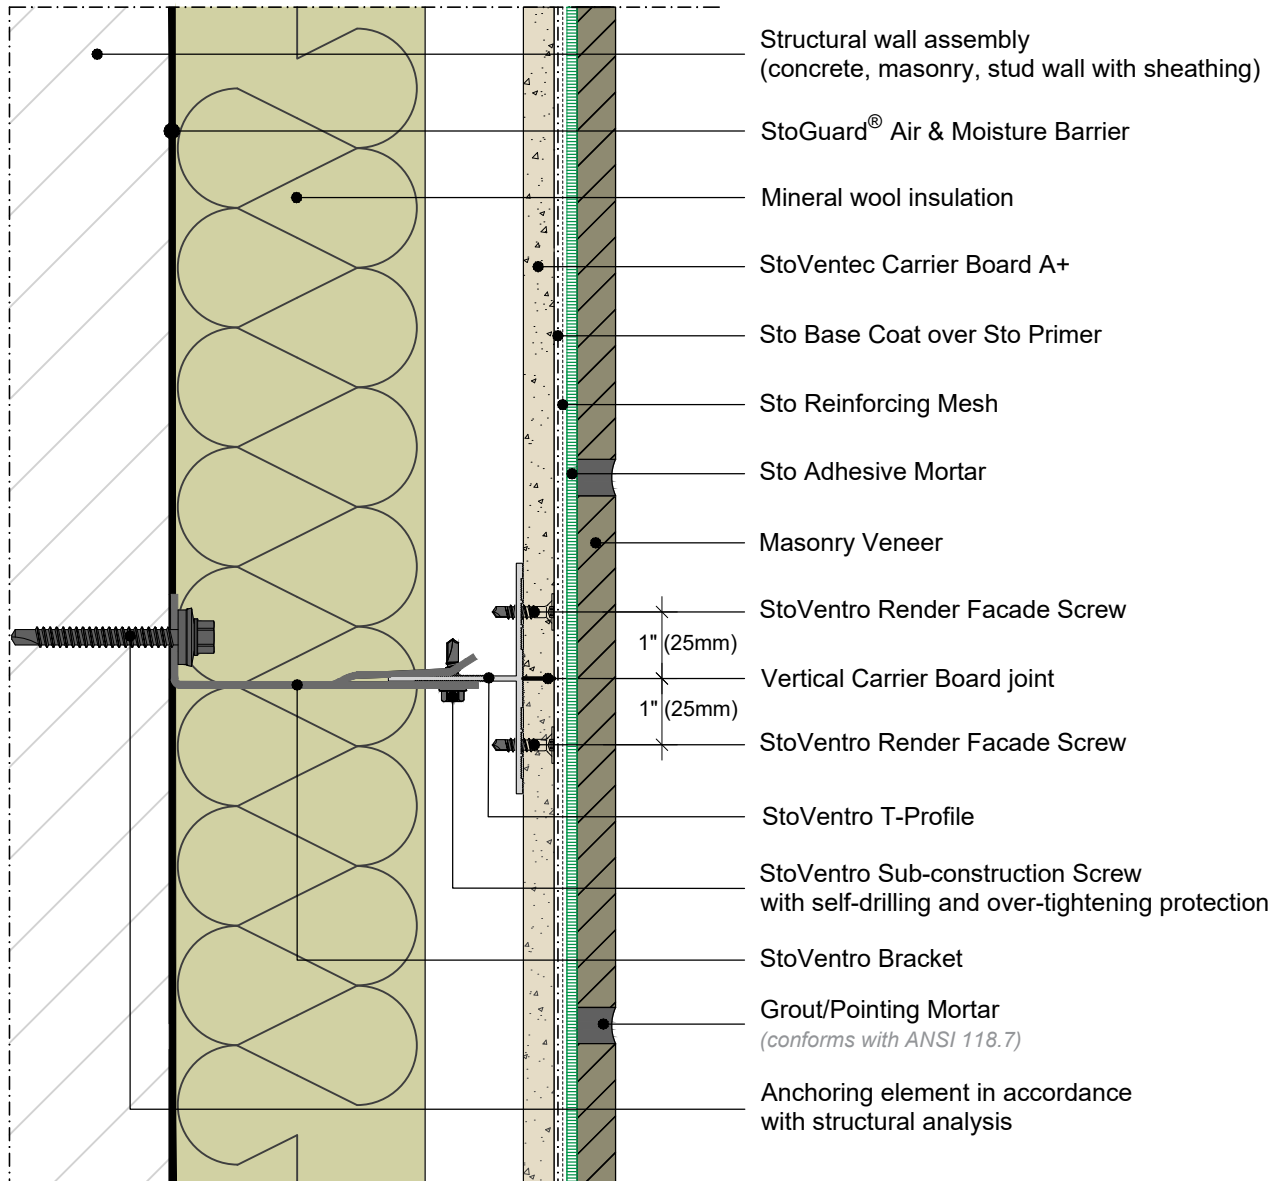 Structural wall assembly
(concrete, masonry, stud wall with sheathing)
StoGuard® Air & Moisture Barrier
Mineral wool insulation
StoVentec Carrier Board A+
Sto Base Coat over Sto Primer
Sto Reinforcing Mesh
Sto Adhesive Mortar
Masonry Veneer
StoVentro Render Facade Screw
1" (25mm)
Vertical Carrier Board joint
1" (25mm)
StoVentro Render Facade Screw
StoVentro T-Profile
StoVentro Sub-construction Screw
with self-drilling and over-tightening protection
StoVentro Bracket
Grout/Pointing Mortar
(conforms with ANSI 118.7)
Anchoring element in accordance
with structural analysis